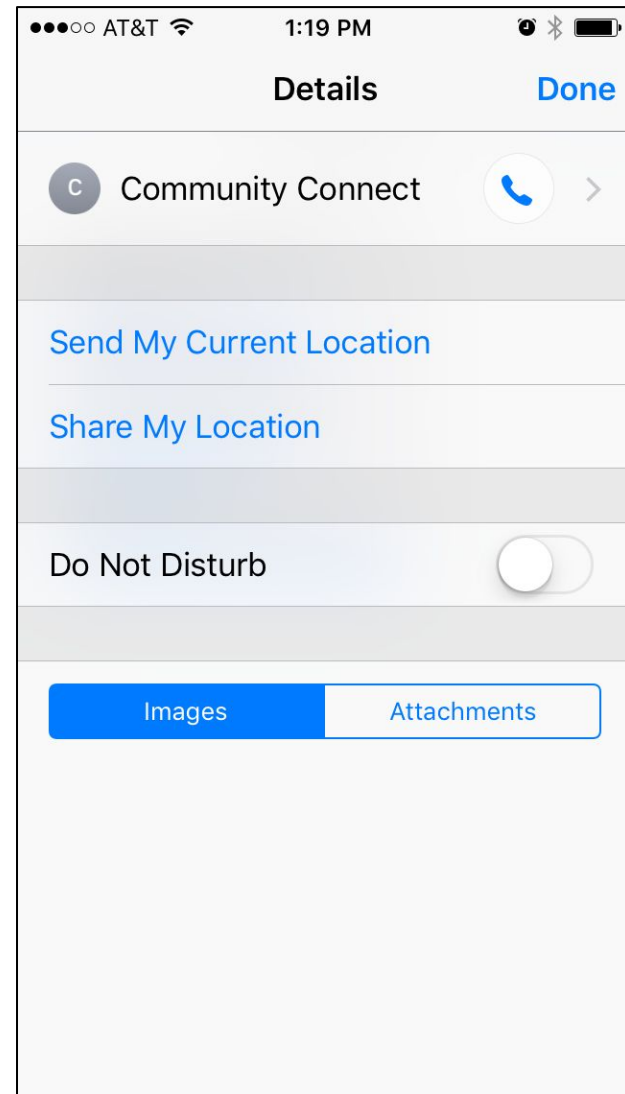 AT&T 1:19 PM
Details Done
C Community Connect
Send My Current Location
Share My Location
Do Not Disturb
Images Attachments